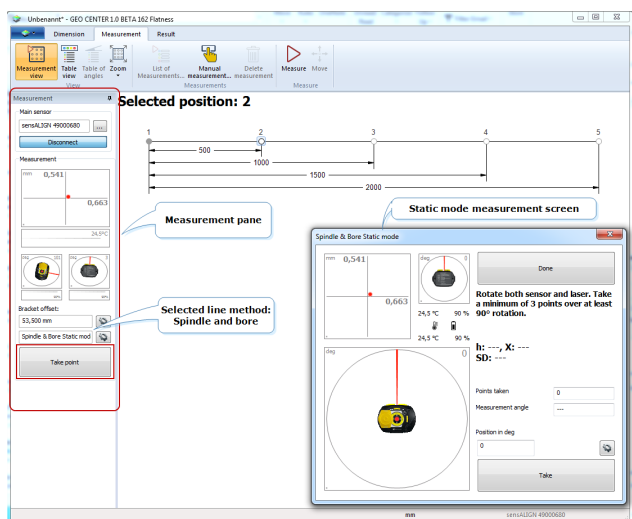 Unbenannt* - GEO CENTER 1.0 BETA 162 Flatness
Dimension Measurement Result
Measurement view
Table view
Table of angles
Zoom
List of Measurements...
Manual measurement...
Delete measurement
Measure
Move
View
Measurements
Measure
Measurement
Selected position: 2
Main sensor
sensALIGN 49000680
...
Disconnect
Measurement
mm 0,541
0,663
24,5°C
Bracket offset:
53,500 mm
Spindle & Bore Static mod
Take point
1 2 3 4 5
500
1000
1500
2000
Measurement pane
Static mode measurement screen
Selected line method:
Spindle and bore
Spindle & Bore Static mode
mm 0,541
0,663
deg 0
24,5 °C 90 %
24,5 °C 90 %
Done
Rotate both sensor and laser. Take
a minimum of 3 points over at least
90° rotation.
h: ---, X: ---
SD: ---
deg 0
Points taken 0
Measurement angle ---
Position in deg
0
Take
mm sensALIGN 49000680